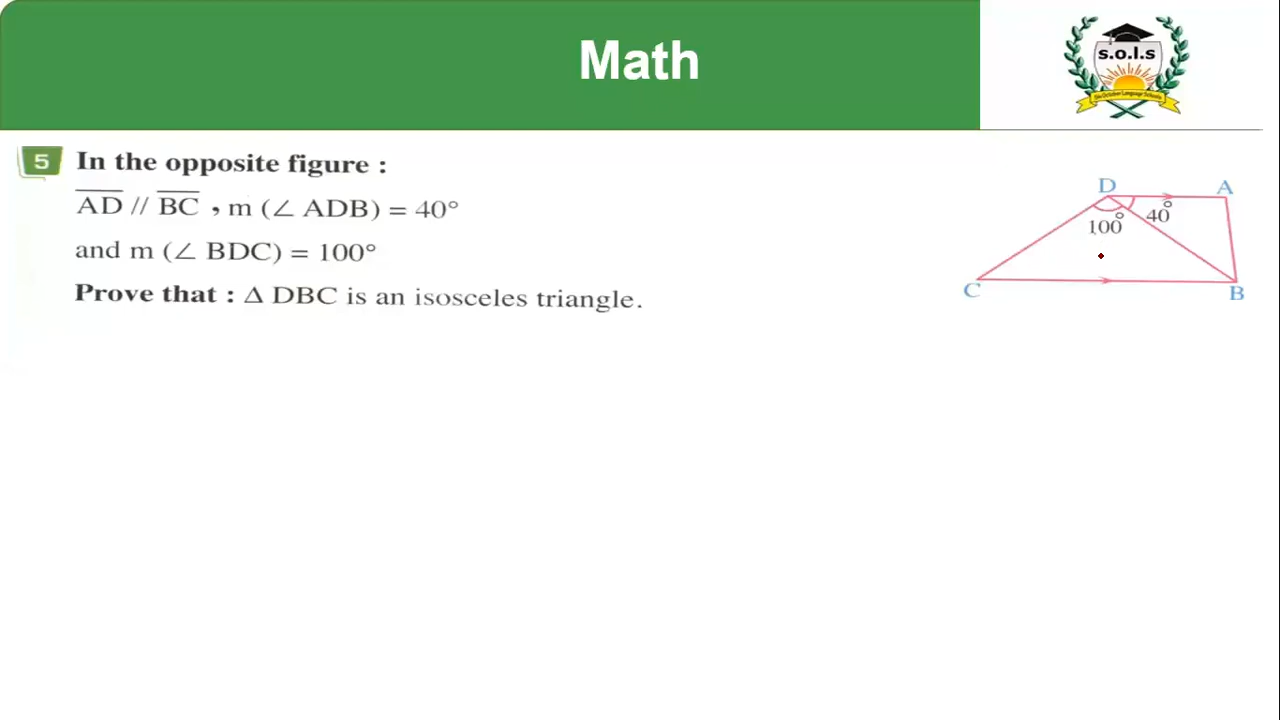 Math
s.o.l.s
5 In the opposite figure :
AD // BC , m (∠ ADB) = 40°
and m (∠ BDC) = 100°
Prove that : Δ DBC is an isosceles triangle.
D A
100° 40°
C B